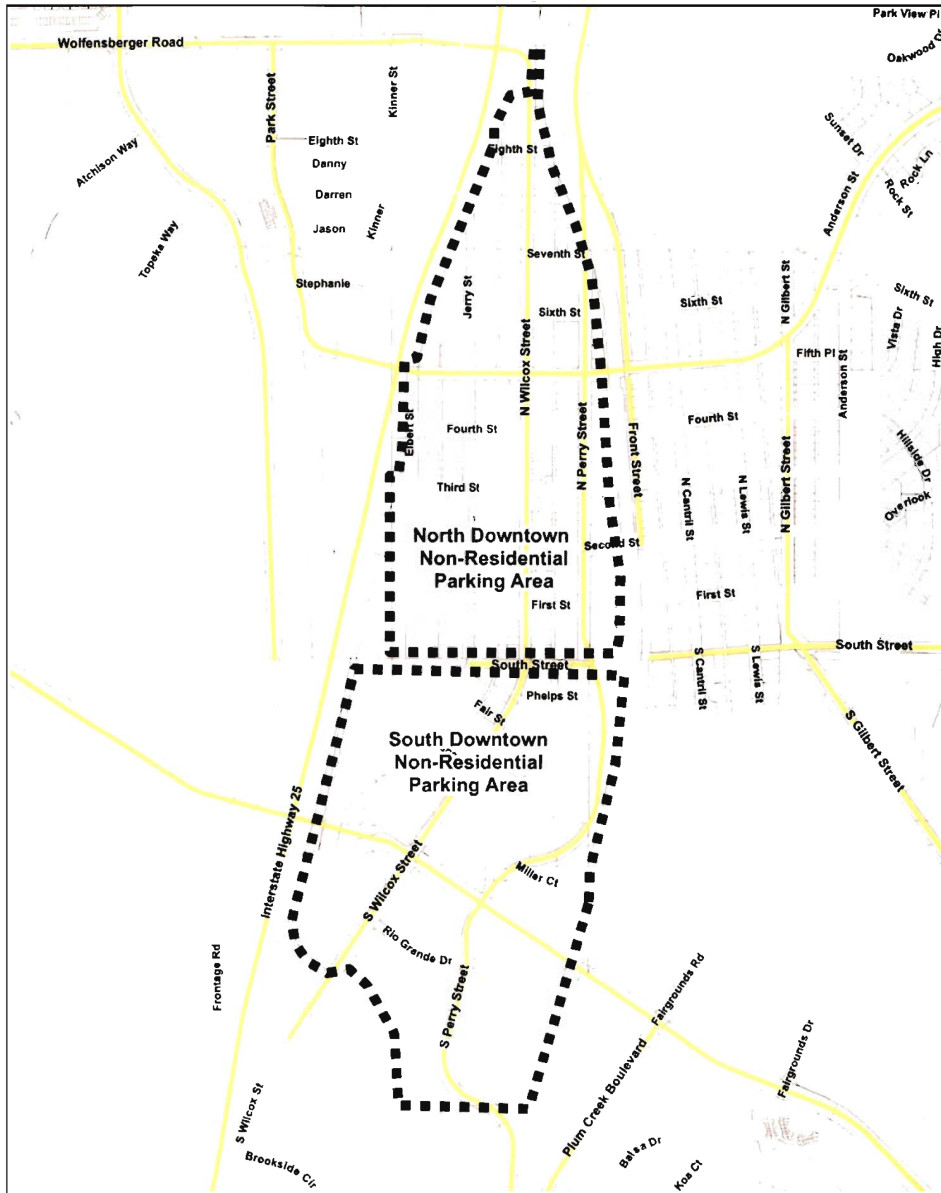 Park View Pl
Wolfensberger Road
Oakwood Dr
Park Street
Kinner St
Eighth St
Eighth St
Danny
Atchison Way
Sunset Dr
Rock Ln
Rock St
Anderson St
Darren
Jason
Kinner
Topeka Way
Stephanie
Jerry St
Seventh St
Sixth St
Sixth St
N Gilbert St
Sixth St
Vista Dr
High Dr
Fifth Pl
Anderson St
N Wilcox Street
Elbert St
Fourth St
N Perry Street
Front Street
Fourth St
Hillside Dr
Overlook
Third St
N Cantril St
N Lewis St
N Gilbert Street
North Downtown
Non-Residential
Parking Area
Second St
First St
First St
South Street
South Street
Phelps St
Fair St
S Cantril St
S Lewis St
S Gilbert Street
South Downtown
Non-Residential
Parking Area
Interstate Highway 25
S Wilcox Street
Miller Ct
Rio Grande Dr
Frontage Rd
S Perry Street
Fairgrounds Rd
Plum Creek Boulevard
Fairgrounds Dr
S Wilcox St
Brookside Cir
Balsa Dr
Koa Ct